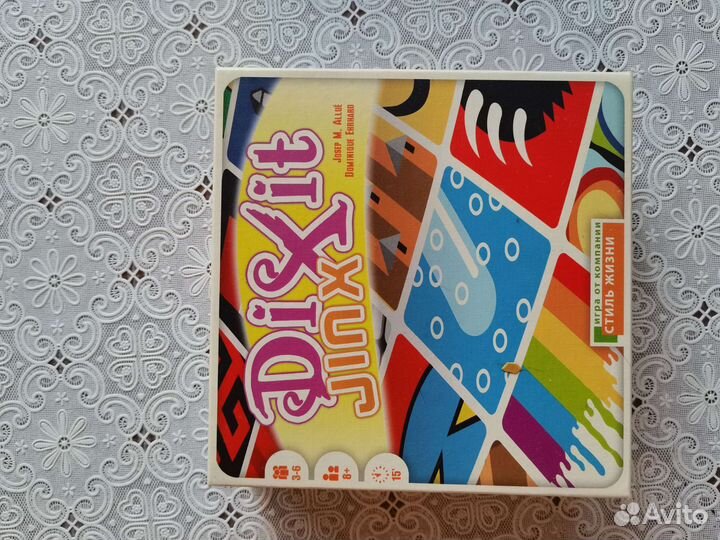 JOSEP M. ALLUÉ
DOMINIQUE EHRHARD
DiXit
JINX
3-6
8+
15'
игра от компании
СТИЛЬ ЖИЗНИ
Avito